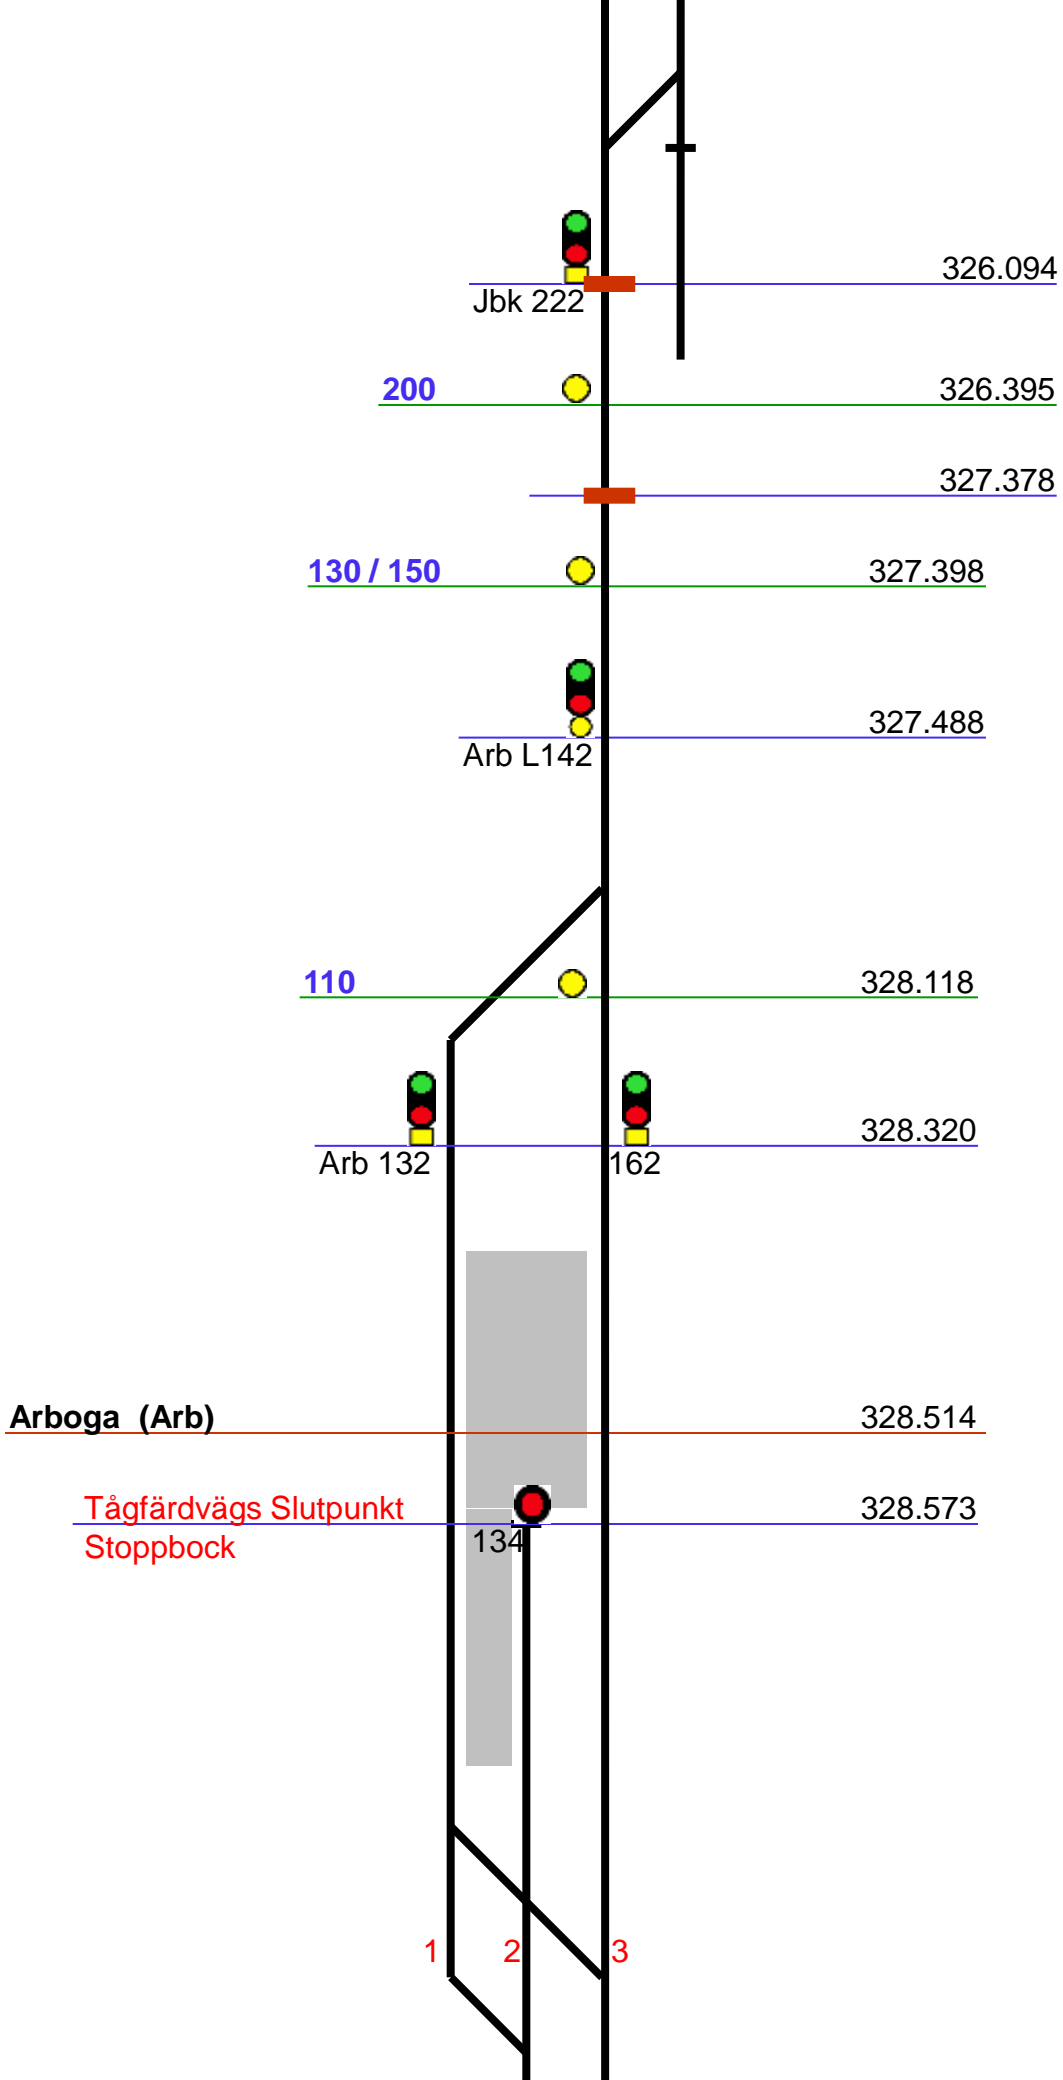 326.094
Jbk 222
200 326.395
327.378
130 / 150 327.398
327.488
Arb L142
110 328.118
328.320
Arb 132 162
Arboga (Arb) 328.514
Tågfärdvägs Slutpunkt 328.573
134
Stoppbock
1 2 3